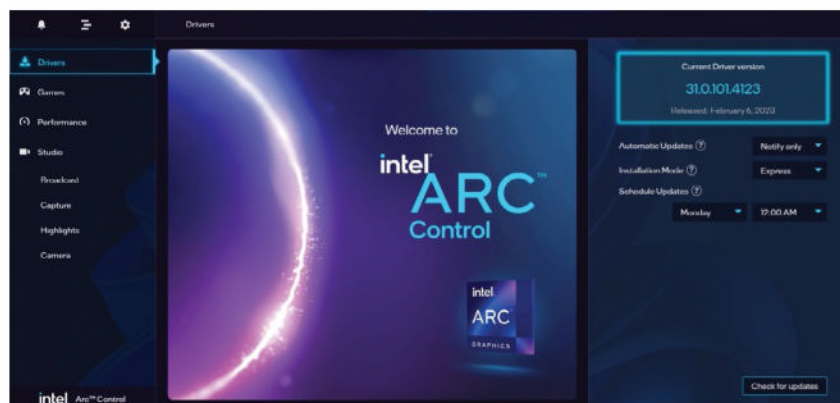 Drivers
Drivers
Games
Performance
Studio
Broadcast
Capture
Highlights
Camera
intel Arc™ Control
Welcome to
intel
ARC™
Control
intel
ARC
GRAPHICS
Current Driver version
31.0.101.4123
Released: February 6, 2023
Automatic Updates ? Notify only
Installation Mode ? Express
Schedule Updates ?
Monday 12:00 AM
Check for updates